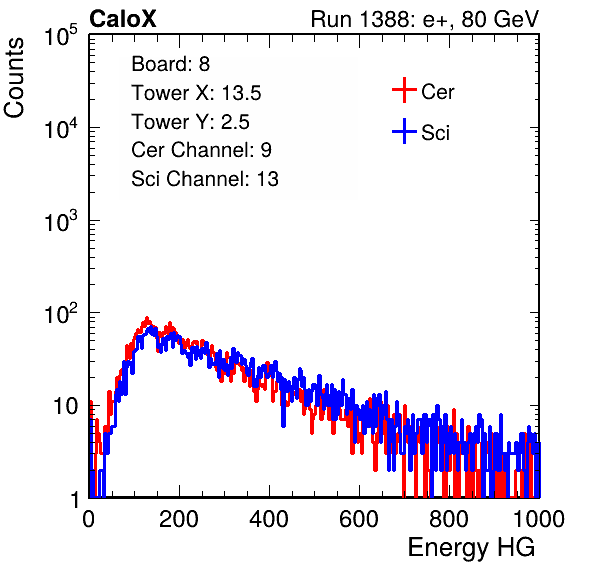 CaloX Run 1388: e+, 80 GeV
Counts
Board: 8
Tower X: 13.5
Tower Y: 2.5
Cer Channel: 9
Sci Channel: 13
Cer
Sci
10^5
10^4
10^3
10^2
10
1
0 200 400 600 800 1000
Energy HG